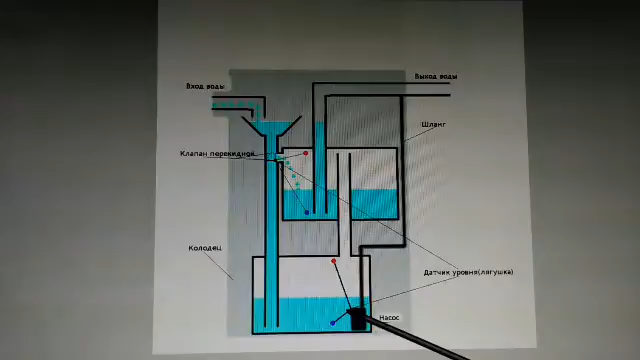 Вход воды
Выход воды
Шланг
Клапан перекидной
Колодец
Датчик уровня(лягушка)
Насос